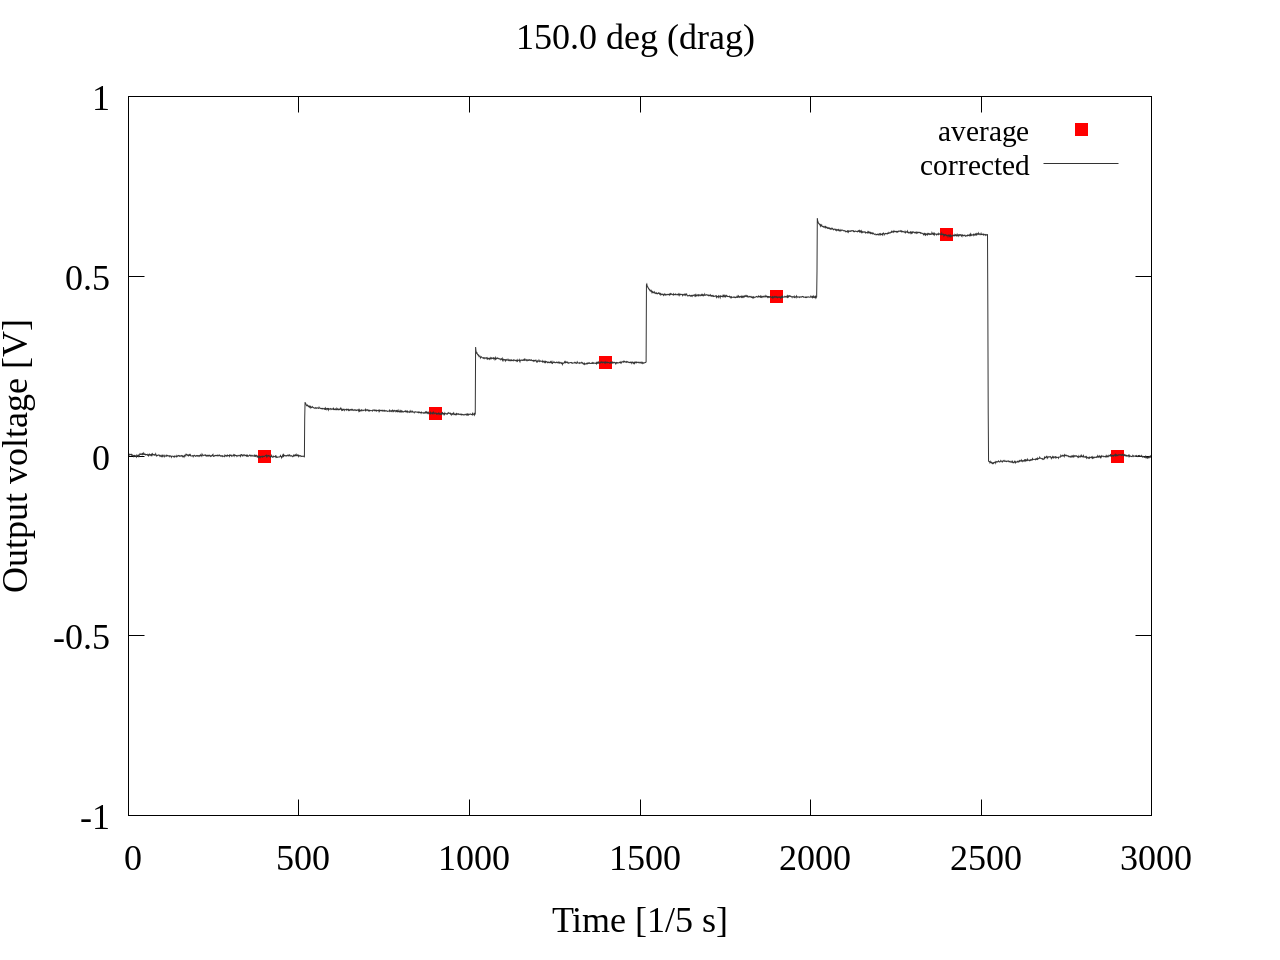 150.0 deg (drag)
average
corrected
1
0.5
0
-0.5
-1
Output voltage [V]
0 500 1000 1500 2000 2500 3000
Time [1/5 s]